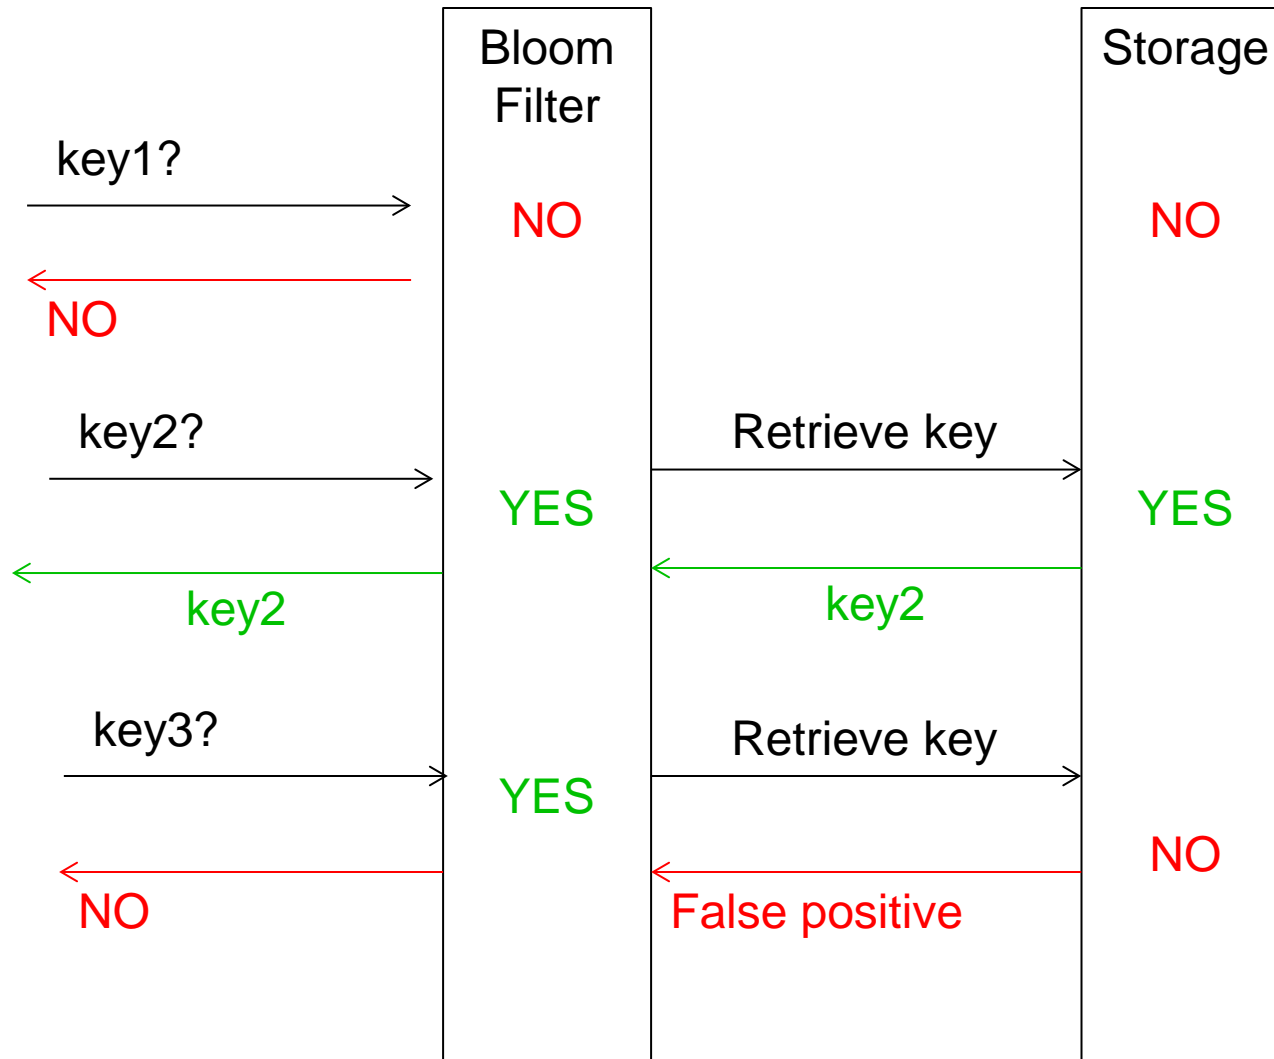 Bloom
Filter
Storage
key1?
NO
NO
NO
key2?
Retrieve key
YES
YES
key2
key2
key3?
Retrieve key
YES
NO
NO
False positive